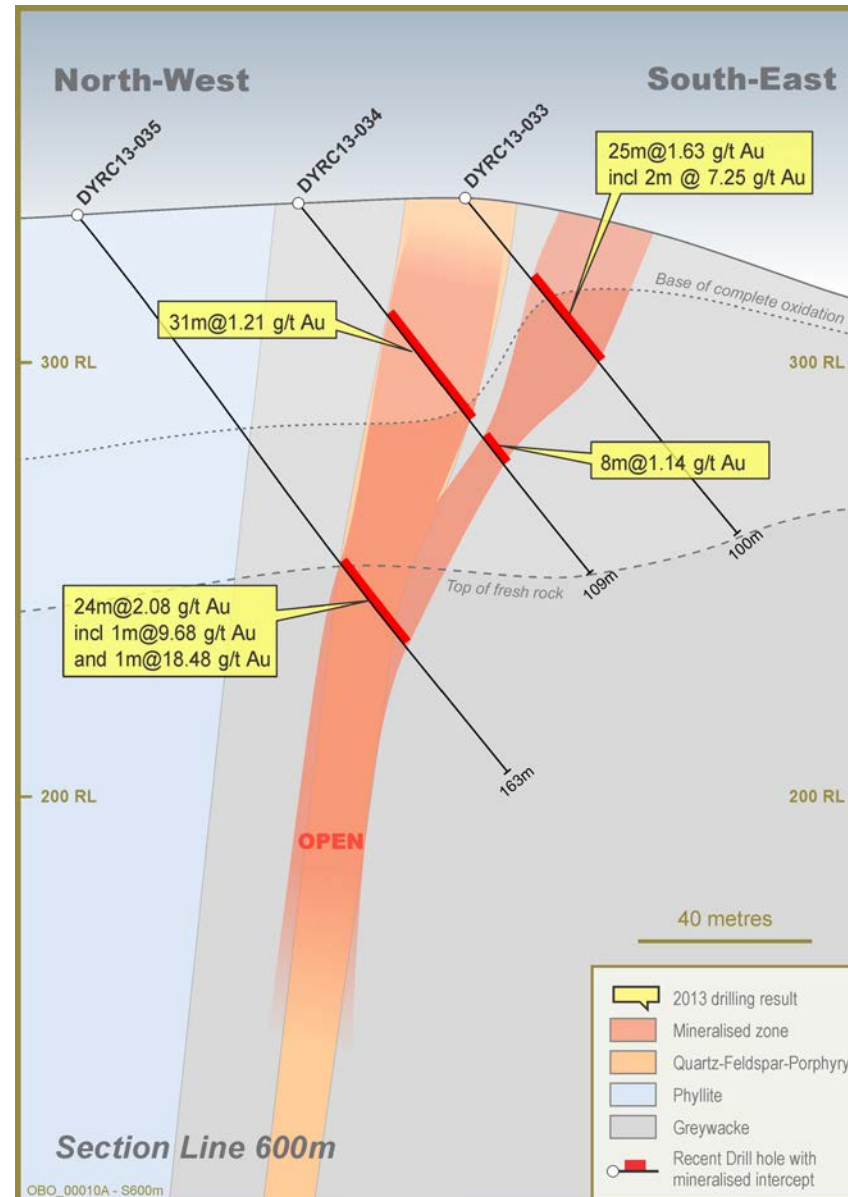 North-West
South-East
DYRC13-035
DYRC13-034
DYRC13-033
25m@1.63 g/t Au
incl 2m @ 7.25 g/t Au
Base of complete oxidation
31m@1.21 g/t Au
300 RL
300 RL
8m@1.14 g/t Au
100m
109m
Top of fresh rock
24m@2.08 g/t Au
incl 1m@9.68 g/t Au
and 1m@18.48 g/t Au
163m
200 RL
200 RL
OPEN
40 metres
2013 drilling result
Mineralised zone
Quartz-Feldspar-Porphyry
Phyllite
Greywacke
Recent Drill hole with
mineralised intercept
Section Line 600m
OBO_00010A - S600m